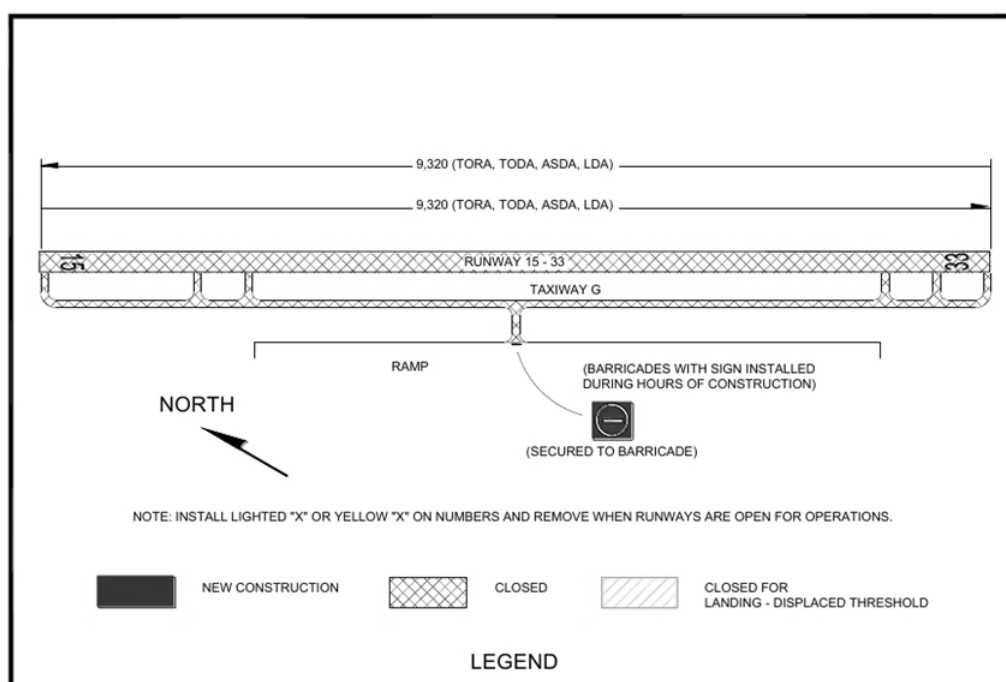 9,320 (TORA, TODA, ASDA, LDA)
9,320 (TORA, TODA, ASDA, LDA)
15
RUNWAY 15 - 33
33
TAXIWAY G
RAMP
(BARRICADES WITH SIGN INSTALLED
DURING HOURS OF CONSTRUCTION)
NORTH
(SECURED TO BARRICADE)
NOTE: INSTALL LIGHTED "X" OR YELLOW "X" ON NUMBERS AND REMOVE WHEN RUNWAYS ARE OPEN FOR OPERATIONS.
NEW CONSTRUCTION
CLOSED
CLOSED FOR
LANDING - DISPLACED THRESHOLD
LEGEND